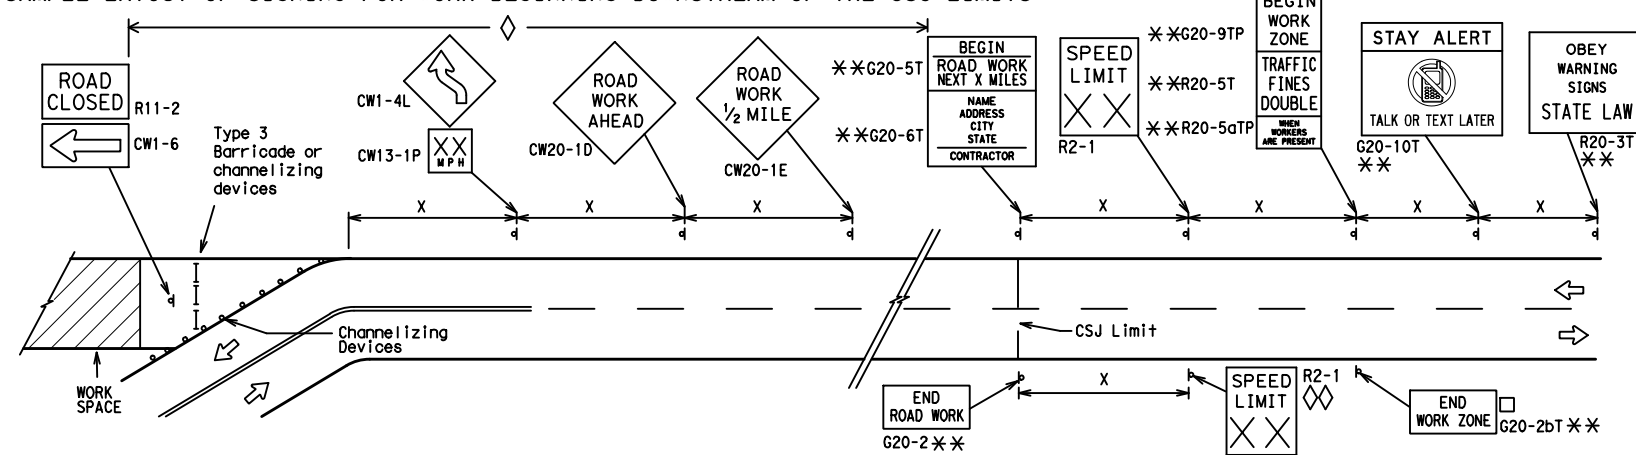 ROAD
CLOSED
R11-2
CW1-6
Type 3
Barricade or
channelizing
devices
CW1-4L
XX
MPH
CW13-1P
ROAD
WORK
AHEAD
CW20-1D
ROAD
WORK
1/2 MILE
CW20-1E
**G20-5T
**G20-6T
BEGIN
ROAD WORK
NEXT X MILES
NAME
ADDRESS
CITY
STATE
CONTRACTOR
SPEED
LIMIT
XX
R2-1
**G20-9TP
**R20-5T
**R20-5aTP
BEGIN
WORK
ZONE
TRAFFIC
FINES
DOUBLE
WHEN
WORKERS
ARE PRESENT
STAY ALERT
TALK OR TEXT LATER
G20-10T
**
OBEY
WARNING
SIGNS
STATE LAW
R20-3T
**
X
X
X
X
X
X
X
Channelizing
Devices
WORK
SPACE
CSJ Limit
END
ROAD WORK
G20-2**
X
SPEED
LIMIT
XX
R2-1
END
WORK ZONE
G20-2bT**